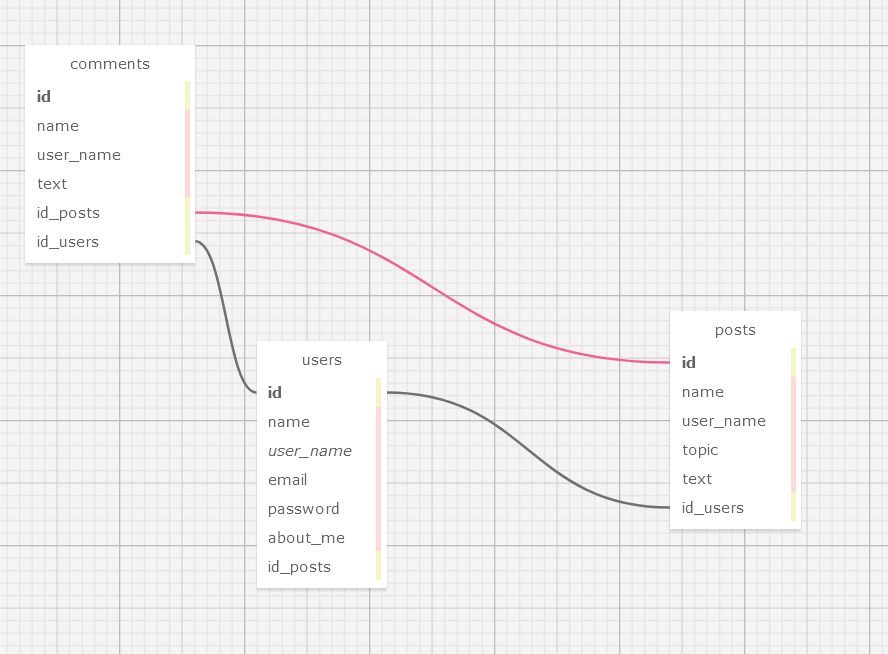 comments
id
name
user_name
text
id_posts
id_users
users
id
name
user_name
email
password
about_me
id_posts
posts
id
name
user_name
topic
text
id_users